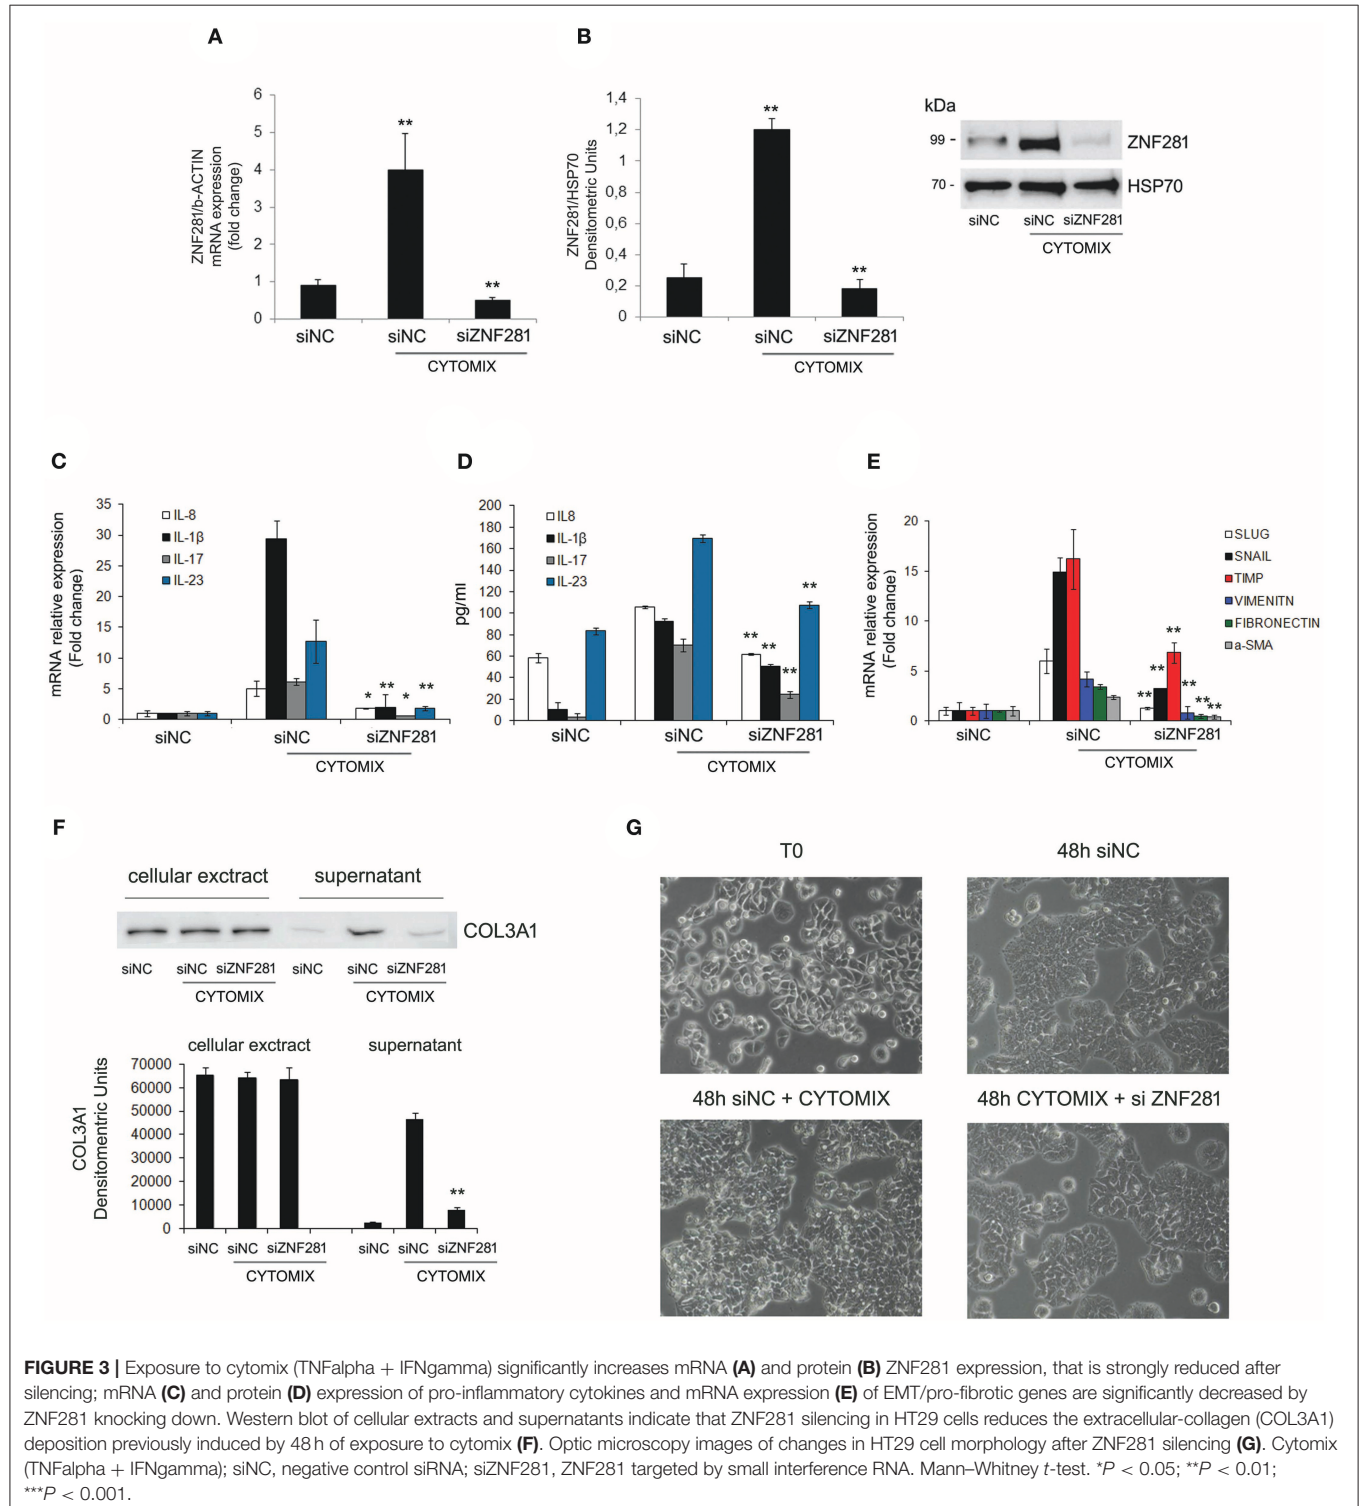 A
B
6
5
4
3
2
1
0
ZNF281/b-ACTIN
mRNA expression
(fold change)
**
**
siNC
siNC
siZNF281
CYTOMIX
1,4
1,2
1
0,8
0,6
0,4
0,2
0
ZNF281/HSP70
Densitometric Units
**
**
siNC
siNC
siZNF281
CYTOMIX
kDa
99 -
ZNF281
70 -
HSP70
siNC
siNC siZNF281
CYTOMIX
C
D
E
35
30
25
20
15
10
5
0
mRNA relative expression
(Fold change)
IL-8
IL-1β
IL-17
IL-23
* ** * **
siNC
siNC
siZNF281
CYTOMIX
200
180
160
140
120
100
80
60
40
20
0
pg/ml
IL8
IL-1β
IL-17
IL-23
** ** ** **
siNC
siNC
siZNF281
CYTOMIX
20
15
10
5
0
mRNA relative expression
(Fold change)
SLUG
SNAIL
TIMP
VIMENITN
FIBRONECTIN
a-SMA
** ** ** ** ** **
siNC
siNC
siZNF281
CYTOMIX
F
cellular exctract supernatant
COL3A1
siNC siNC siZNF281 siNC siNC siZNF281
CYTOMIX CYTOMIX
cellular exctract supernatant
70000
60000
50000
40000
30000
20000
10000
0
COL3A1
Densitomentric Units
**
siNC siNC siZNF281 siNC siNC siZNF281
CYTOMIX CYTOMIX
G
T0
48h siNC
48h siNC + CYTOMIX
48h CYTOMIX + si ZNF281
FIGURE 3 | Exposure to cytomix (TNFalpha + IFNgamma) significantly increases mRNA (A) and protein (B) ZNF281 expression, that is strongly reduced after
silencing; mRNA (C) and protein (D) expression of pro-inflammatory cytokines and mRNA expression (E) of EMT/pro-fibrotic genes are significantly decreased by
ZNF281 knocking down. Western blot of cellular extracts and supernatants indicate that ZNF281 silencing in HT29 cells reduces the extracellular-collagen (COL3A1)
deposition previously induced by 48 h of exposure to cytomix (F). Optic microscopy images of changes in HT29 cell morphology after ZNF281 silencing (G). Cytomix
(TNFalpha + IFNgamma); siNC, negative control siRNA; siZNF281, ZNF281 targeted by small interference RNA. Mann–Whitney t-test. *P < 0.05; **P < 0.01;
***P < 0.001.